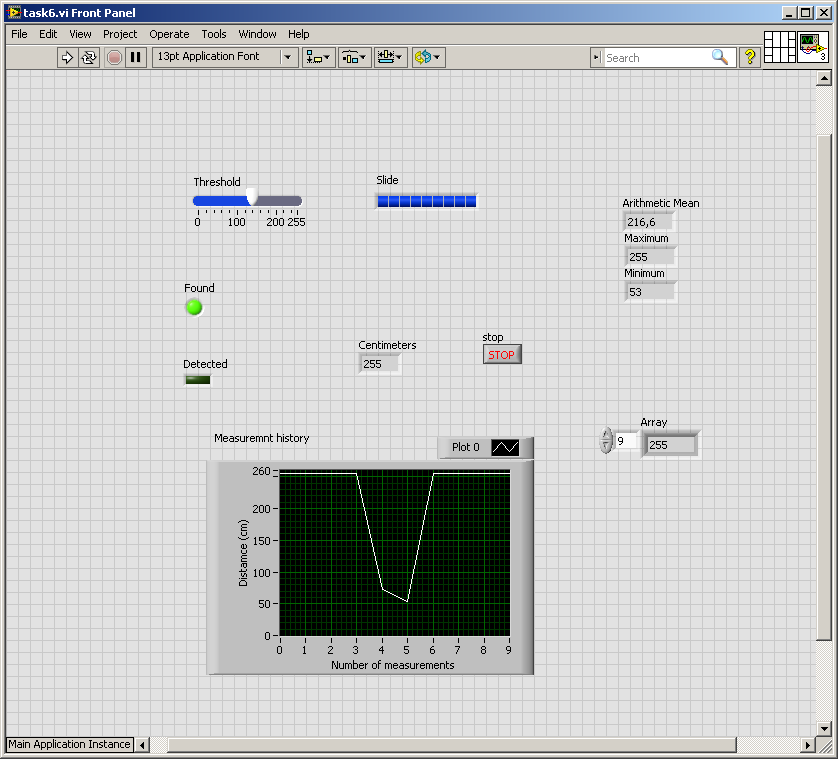 task6.vi Front Panel
File Edit View Project Operate Tools Window Help
13pt Application Font
Search
?
3
Threshold
0 100 200 255
Slide
Arithmetic Mean
216,6
Maximum
255
Minimum
53
Found
Detected
Centimeters
255
stop
STOP
Array
9
255
Measuremnt history
Plot 0
260
200
150
100
50
0
Distamce (cm)
0 1 2 3 4 5 6 7 8 9
Number of measurements
Main Application Instance